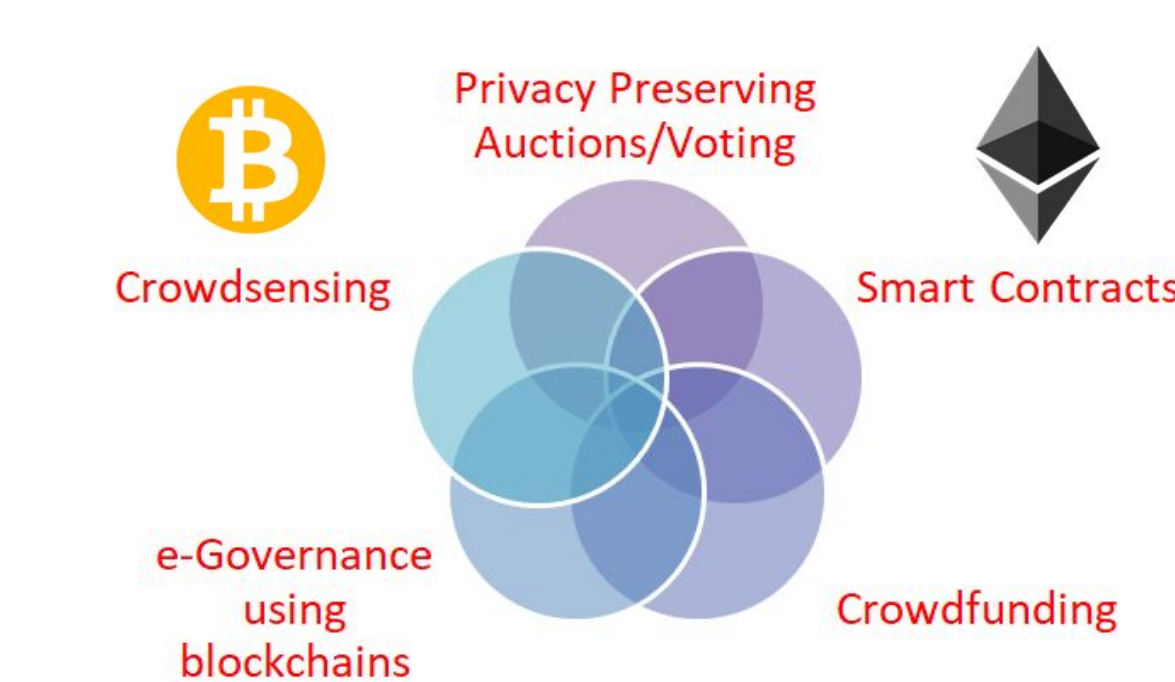 Privacy Preserving
Auctions/Voting
Crowdsensing
Smart Contracts
e-Governance
using
blockchains
Crowdfunding